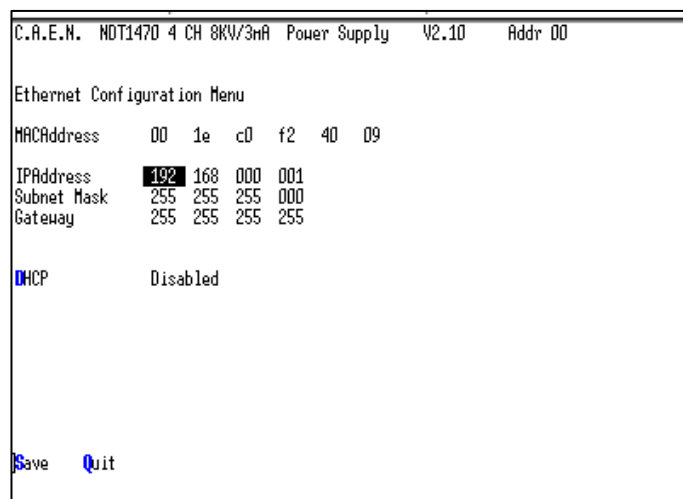 C.A.E.N. NDT1470 4 CH 8KV/3mA Power Supply V2.10 Addr 00
Ethernet Configuration Menu
MACAddress 00 1e c0 f2 40 09
IPAddress 192 168 000 001
Subnet Mask 255 255 255 000
Gateway 255 255 255 255
DHCP Disabled
Save Quit